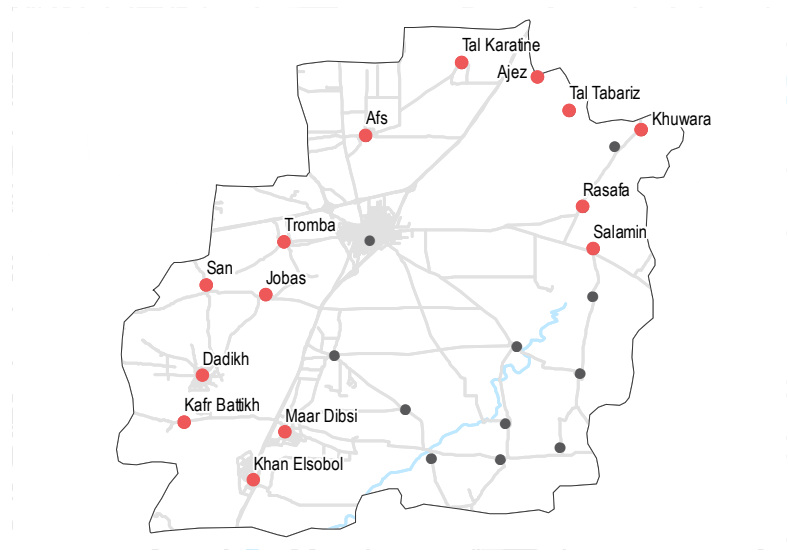 Tal Karatine
Ajez
Tal Tabariz
Afs
Khuwara
Rasafa
Tromba
Salamin
San
Jobas
Dadikh
Kafr Battikh
Maar Dibsi
Khan Elsobol